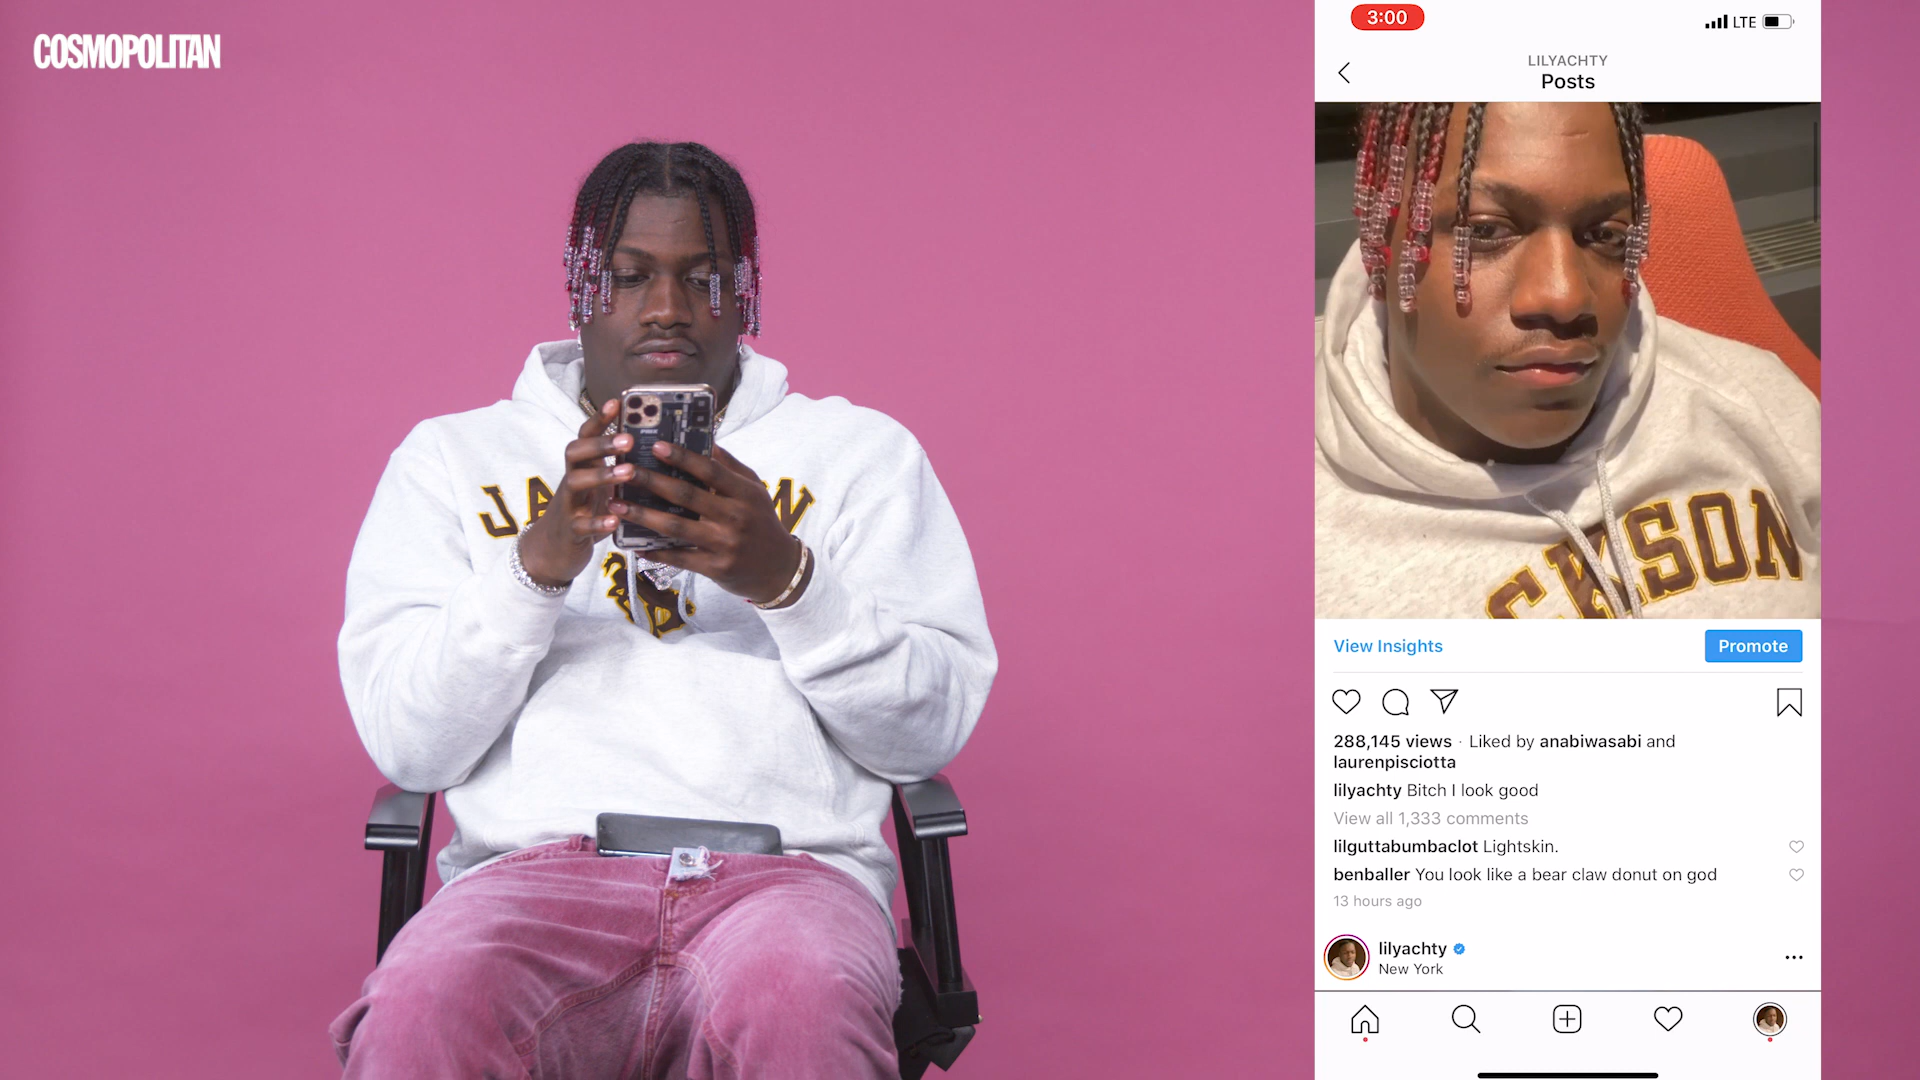 COSMOPOLITAN
3:00
LTE
LILYACHTY
Posts
JA W
CKSON
View Insights
Promote
288,145 views · Liked by anabiwasabi and
laurenpisciotta
lilyachty Bitch I look good
View all 1,333 comments
lilguttabumbaclot Lightskin.
benballer You look like a bear claw donut on god
13 hours ago
lilyachty
New York